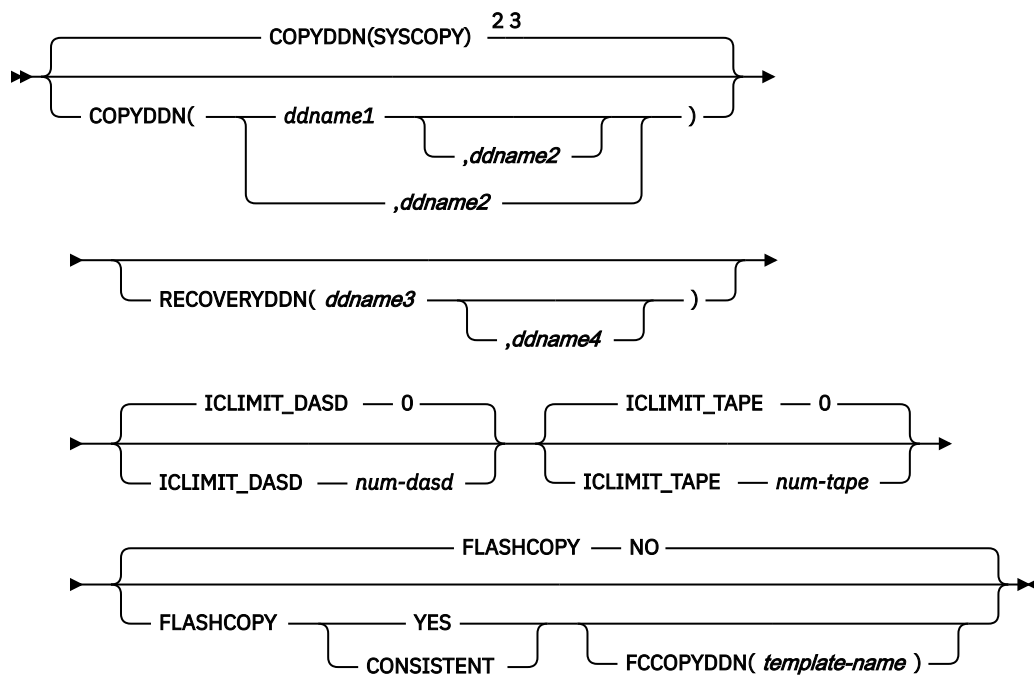 COPYDDN(SYSCOPY) 2 3
COPYDDN( ddname1 )
,ddname2
,ddname2
RECOVERYDDN( ddname3 )
,ddname4
ICLIMIT_DASD 0 ICLIMIT_TAPE 0
ICLIMIT_DASD num-dasd ICLIMIT_TAPE num-tape
FLASHCOPY NO
FLASHCOPY YES
CONSISTENT FCCOPYDDN( template-name )